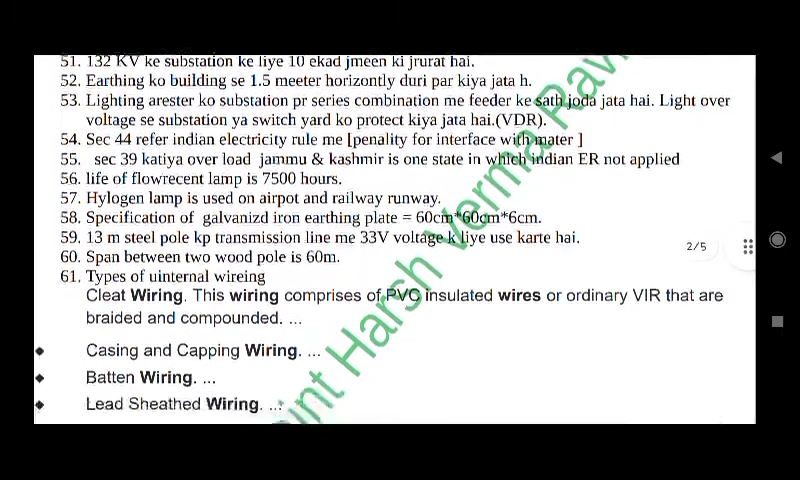 51. 132 KV ke substation ke liye 10 ekad jmeen ki jrurat hai.
52. Earthing ko building se 1.5 meeter horizontly duri par kiya jata h.
53. Lighting arester ko substation pr series combination me feeder ke sath joda jata hai. Light over
voltage se substation ya switch yard ko protect kiya jata hai.(VDR).
54. Sec 44 refer indian electricity rule me [penality for interface with mater ]
55. sec 39 katiya over load jammu & kashmir is one state in which indian ER not applied
56. life of flowrecent lamp is 7500 hours.
57. Hylogen lamp is used on airpot and railway runway.
58. Specification of galvanizd iron earthing plate = 60cm*60cm*6cm.
59. 13 m steel pole kp transmission line me 33V voltage k liye use karte hai.
2/5
60. Span between two wood pole is 60m.
61. Types of uinternal wireing
Cleat Wiring. This wiring comprises of PVC insulated wires or ordinary VIR that are
braided and compounded. ...
Casing and Capping Wiring. ...
Batten Wiring. ...
Lead Sheathed Wiring. ...
int Harsh Verma Rav